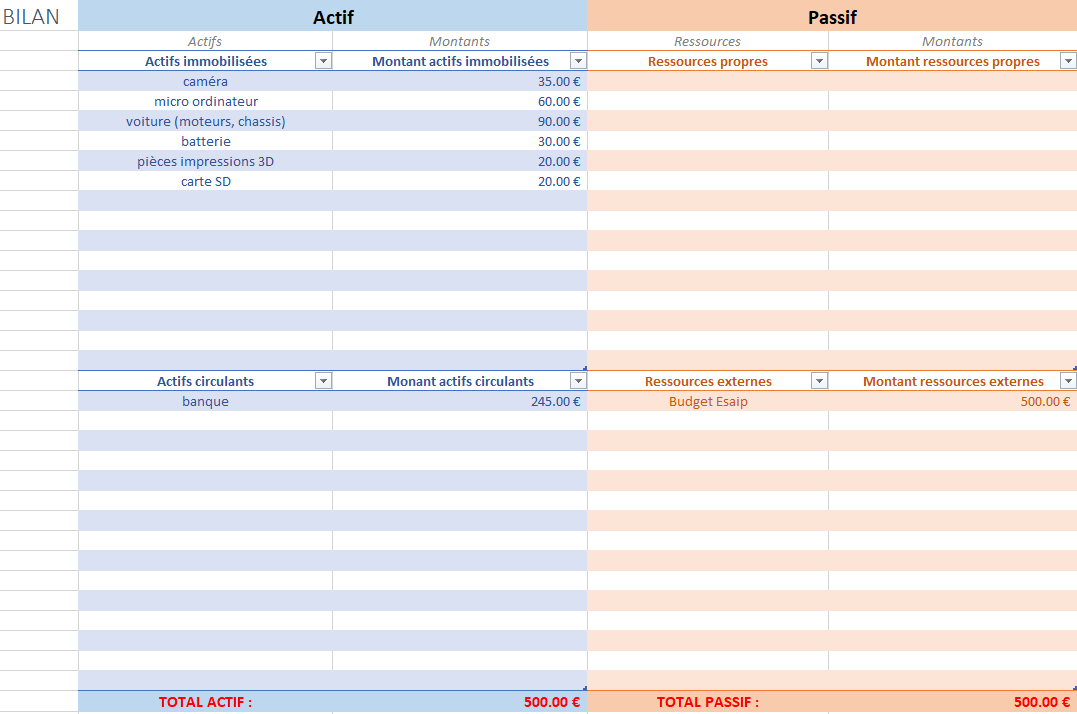 BILAN Actif Passif
Actifs Montants Ressources Montants
Actifs immobilisées Montant actifs immobilisées Ressources propres Montant ressources propres
caméra 35.00 €
micro ordinateur 60.00 €
voiture (moteurs, chassis) 90.00 €
batterie 30.00 €
pièces impressions 3D 20.00 €
carte SD 20.00 €
Actifs circulants Monant actifs circulants Ressources externes Montant ressources externes
banque 245.00 € Budget Esaip 500.00 €
TOTAL ACTIF : 500.00 € TOTAL PASSIF : 500.00 €